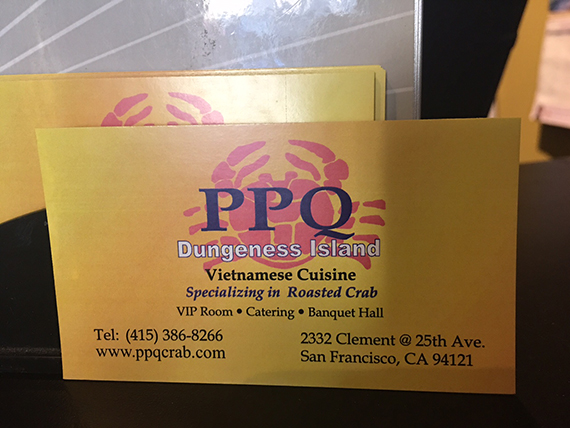 PPQ
Dungeness Island
Vietnamese Cuisine
Specializing in Roasted Crab
VIP Room • Catering • Banquet Hall
Tel: (415) 386-8266
www.ppqcrab.com
2332 Clement @ 25th Ave.
San Francisco, CA 94121